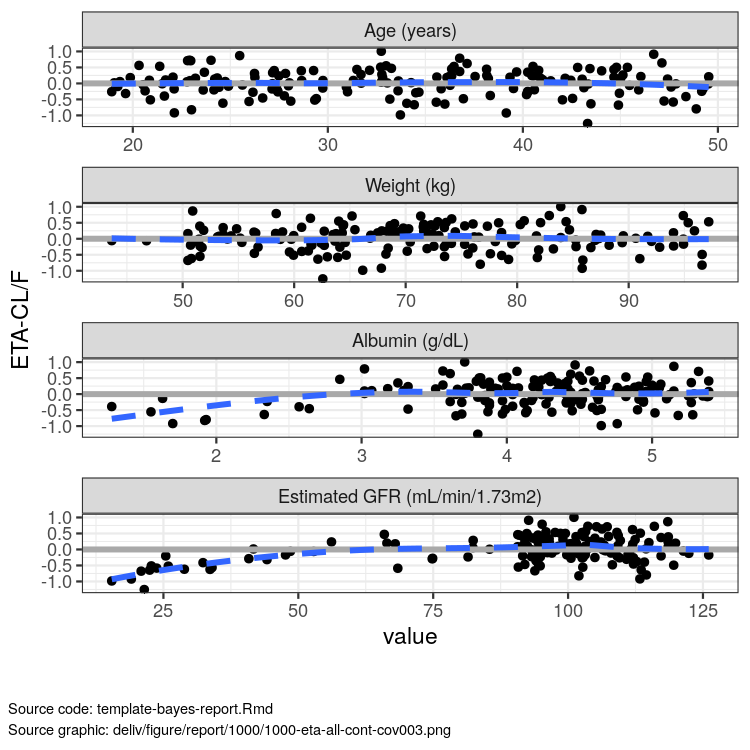 Age (years)
1.0
0.5
0.0
-0.5
-1.0
20 30 40 50
Weight (kg)
1.0
0.5
0.0
-0.5
-1.0
50 60 70 80 90
ETA-CL/F
Albumin (g/dL)
1.0
0.5
0.0
-0.5
-1.0
2 3 4 5
Estimated GFR (mL/min/1.73m2)
1.0
0.5
0.0
-0.5
-1.0
25 50 75 100 125
value
Source code: template-bayes-report.Rmd
Source graphic: deliv/figure/report/1000/1000-eta-all-cont-cov003.png